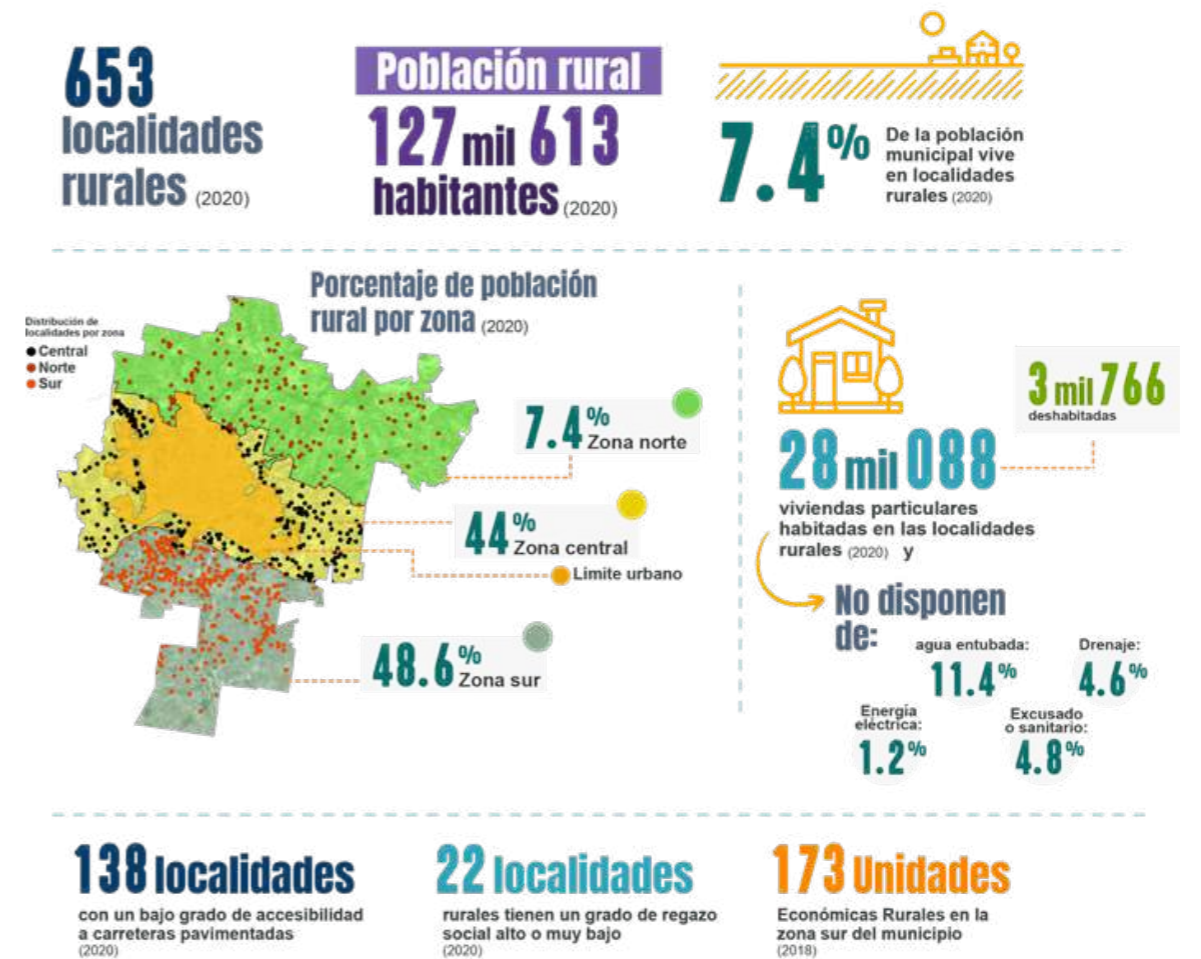 653
localidades
rurales (2020)
Población rural
127 mil 613
habitantes (2020)
7.4%
De la población
municipal vive
en localidades
rurales (2020)
Porcentaje de población
rural por zona (2020)
Distribución de
localidades por zona
Central
Norte
Sur
7.4% Zona norte
44% Zona central
Limite urbano
48.6% Zona sur
3 mil 766
deshabitadas
28 mil 088
viviendas particulares
habitadas en las localidades
rurales (2020) y
No disponen
de:
agua entubada:
11.4%
Drenaje:
4.6%
Energía
eléctrica:
1.2%
Excusado
o sanitario:
4.8%
138 localidades
con un bajo grado de accesibilidad
a carreteras pavimentadas
(2020)
22 localidades
rurales tienen un grado de regazo
social alto o muy bajo
(2020)
173 Unidades
Económicas Rurales en la
zona sur del municipio
(2018)